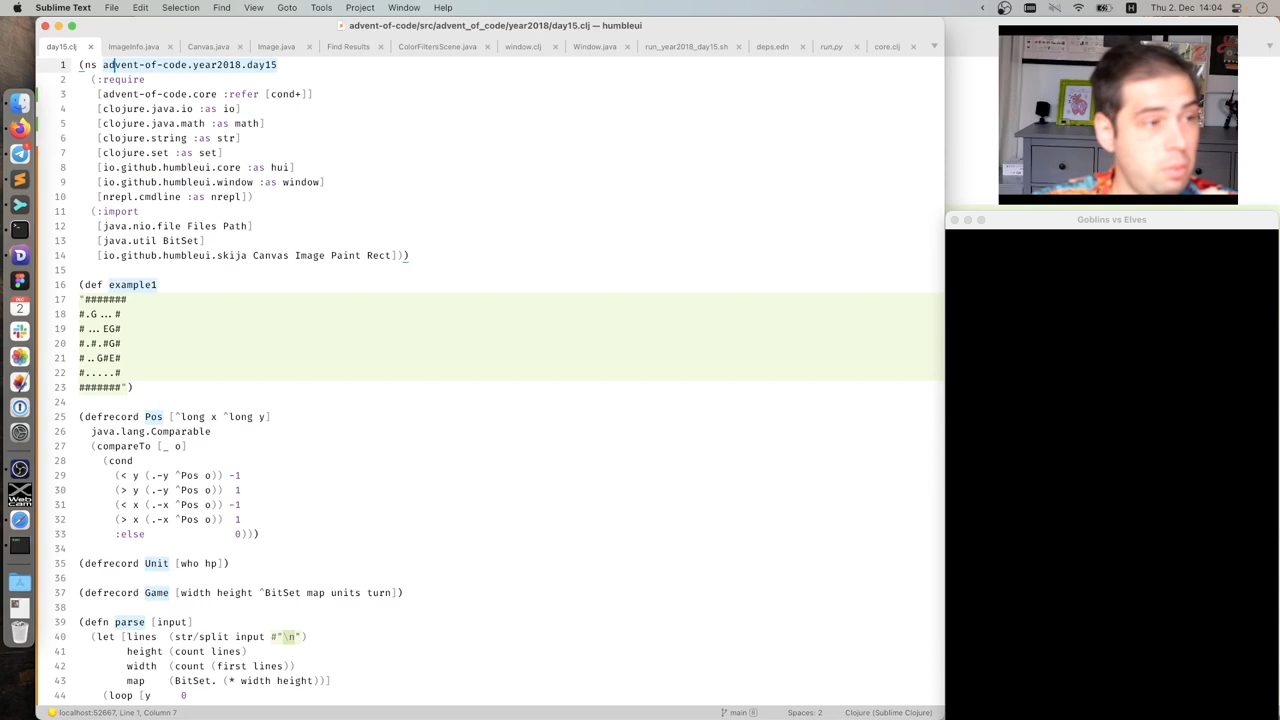 Sublime Text File Edit Selection Find View Goto Tools Project Window Help Thu 2. Dec 14:04
advent-of-code/src/advent_of_code/year2018/day15.clj — humbleui
day15.clj × ImageInfo.java × Canvas.java × Image.java × Find Results × ColorFiltersScene.java × window.clj × Window.java × run_year2018_day15.sh × deps.edn × run.py × core.clj ×
1 (ns advent-of-code.year2018.day15
2 (:require
3 [advent-of-code.core :refer [cond+]]
4 [clojure.java.io :as io]
5 [clojure.java.math :as math]
6 [clojure.string :as str]
7 [clojure.set :as set]
8 [io.github.humbleui.core :as hui]
9 [io.github.humbleui.window :as window]
10 [nrepl.cmdline :as nrepl])
11 (:import
12 [java.nio.file Files Path]
13 [java.util BitSet]
14 [io.github.humbleui.skija Canvas Image Paint Rect]))
15
16 (def example1
17 "#######
18 #.G...#
19 #...EG#
20 #.#.#G#
21 #..G#E#
22 #.....#
23 #######")
24
25 (defrecord Pos [^long x ^long y]
26 java.lang.Comparable
27 (compareTo [_ o]
28 (cond
29 (< y (.-y ^Pos o)) -1
30 (> y (.-y ^Pos o)) 1
31 (< x (.-x ^Pos o)) -1
32 (> x (.-x ^Pos o)) 1
33 :else 0)))
34
35 (defrecord Unit [who hp])
36
37 (defrecord Game [width height ^BitSet map units turn])
38
39 (defn parse [input]
40 (let [lines (str/split input #"\n")
41 height (count lines)
42 width (count (first lines))
43 map (BitSet. (* width height))]
44 (loop [y 0
localhost:52667, Line 1, Column 7 main 8 Spaces: 2 Clojure (Sublime Clojure)
Goblins vs Elves
DEC
2
X
Webcam